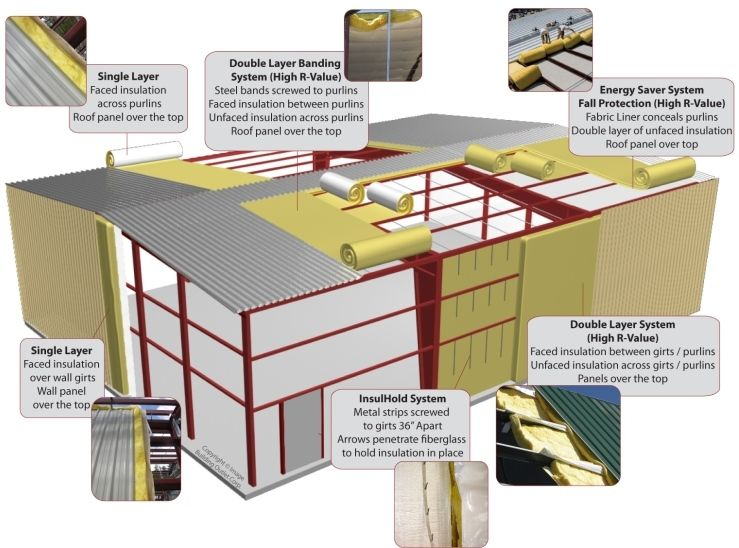 Single Layer
Faced insulation
across purlins
Roof panel over the top
Double Layer Banding
System (High R-Value)
Steel bands screwed to purlins
Faced insulation between purlins
Unfaced insulation across purlins
Roof panel over the top
Energy Saver System
Fall Protection (High R-Value)
Fabric Liner conceals purlins
Double layer of unfaced insulation
Roof panel over top
Single Layer
Faced insulation
over wall girts
Wall panel
over the top
InsulHold System
Metal strips screwed
to girts 36" Apart
Arrows penetrate fiberglass
to hold insulation in place
Double Layer System
(High R-Value)
Faced insulation between girts / purlins
Unfaced insulation across girts / purlins
Panels over the top
Copyright © Image
Building Outlet Corp.